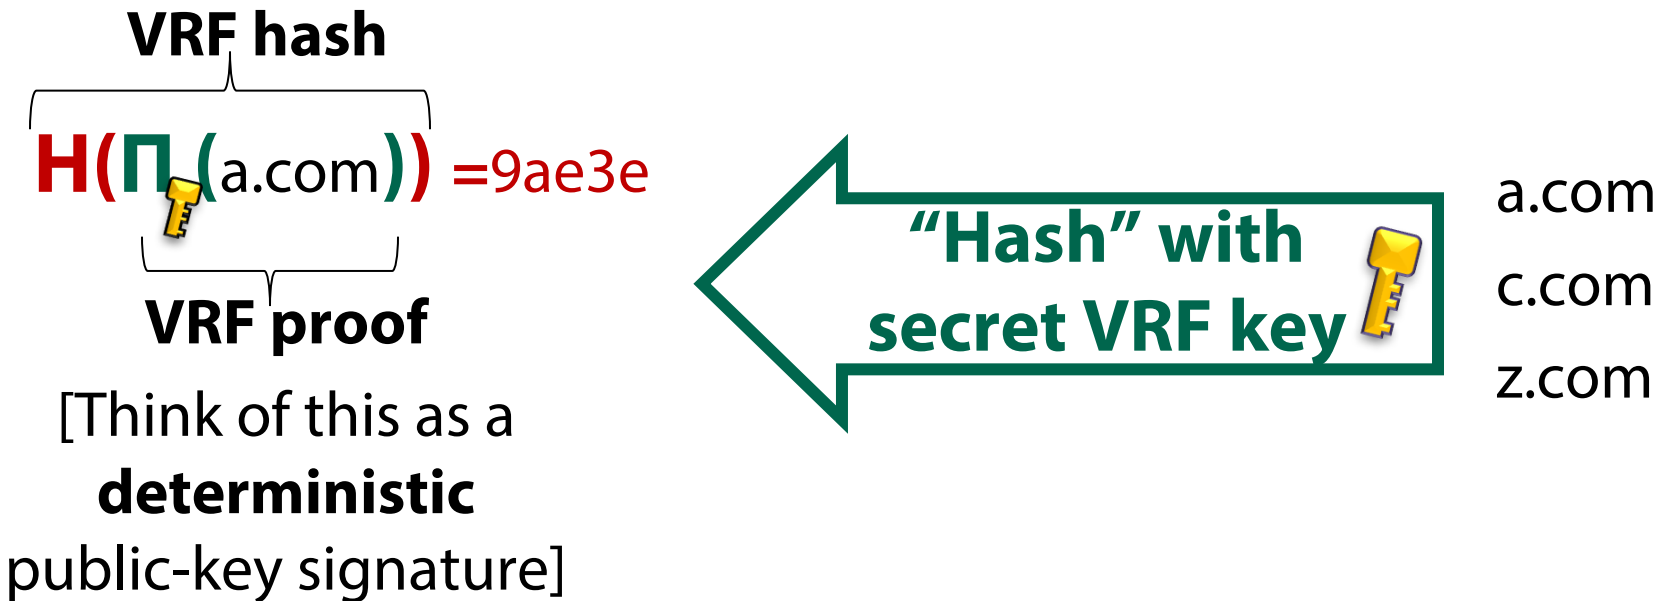 VRF hash
H(Π (a.com)) =9ae3e
VRF proof
[Think of this as a
deterministic
public-key signature]
“Hash” with
secret VRF key
a.com
c.com
z.com